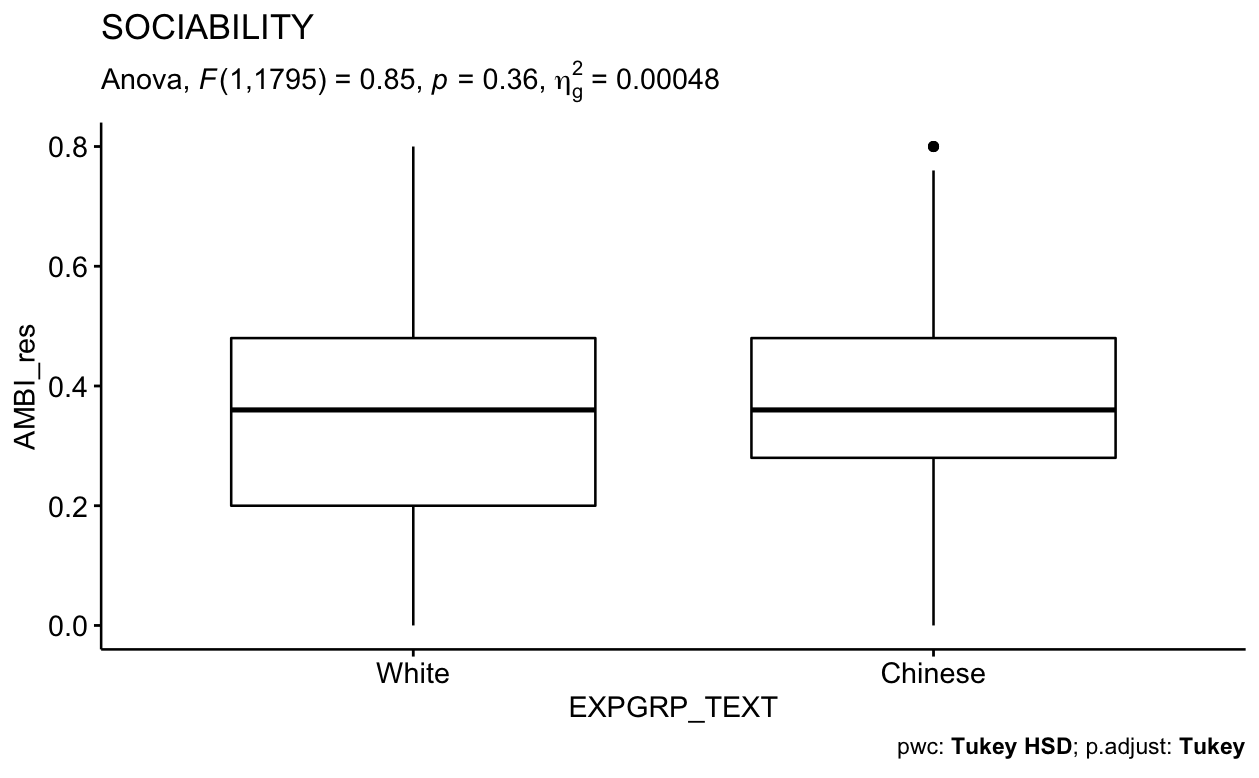 SOCIABILITY
Anova, F(1,1795) = 0.85, p = 0.36, η²g = 0.00048
AMBI_res
0.8
0.6
0.4
0.2
0.0
White Chinese
EXPGRP_TEXT
pwc: Tukey HSD; p.adjust: Tukey